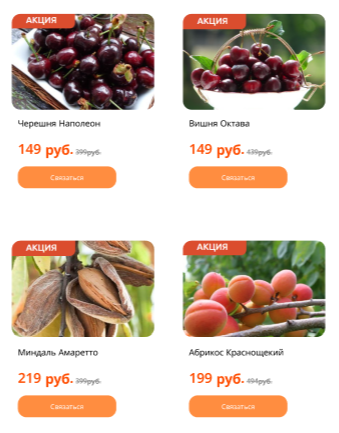 АКЦИЯ
АКЦИЯ
Черешня Наполеон
Вишня Октава
149 руб. 399руб.
149 руб. 439руб.
Связаться
Связаться
АКЦИЯ
АКЦИЯ
Миндаль Амаретто
Абрикос Краснощекий
219 руб. 399руб.
199 руб. 494руб.
Связаться
Связаться